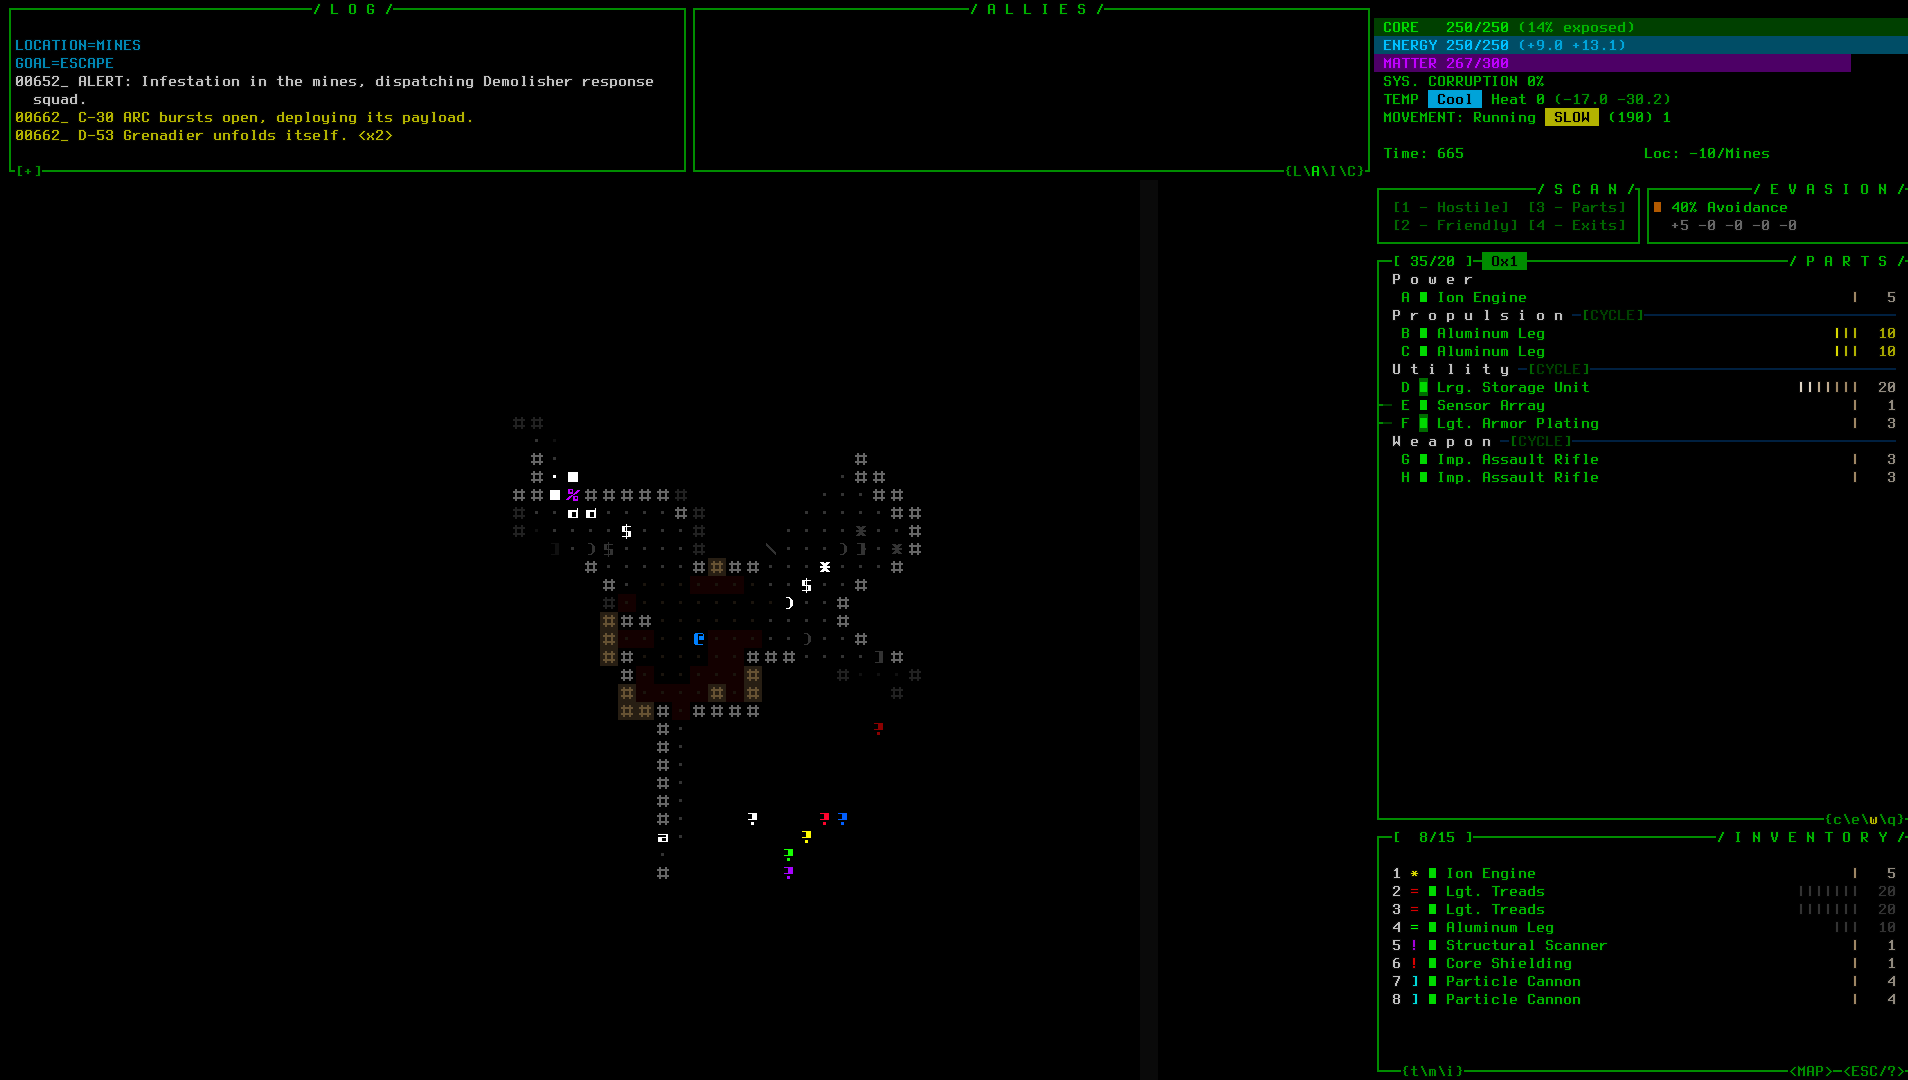 / L O G /
LOCATION=MINES
GOAL=ESCAPE
00652_ ALERT: Infestation in the mines, dispatching Demolisher response
squad.
00662_ C-30 ARC bursts open, deploying its payload.
00662_ D-53 Grenadier unfolds itself. <x2>
[+]
/ A L L I E S /
{L\A\I\C}
CORE 250/250 (14% exposed)
ENERGY 250/250 (+9.0 +13.1)
MATTER 267/300
SYS. CORRUPTION 0%
TEMP Cool Heat 0 (-17.0 -30.2)
MOVEMENT: Running SLOW (190) 1
Time: 665 Loc: -10/Mines
/ S C A N /
[1 - Hostile] [3 - Parts]
[2 - Friendly] [4 - Exits]
/ E V A S I O N /
40% Avoidance
+5 -0 -0 -0 -0
[ 35/20 ] 0x1 / P A R T S /
P o w e r
A Ion Engine 5
P r o p u l s i o n [CYCLE]
B Aluminum Leg 10
C Aluminum Leg 10
U t i l i t y [CYCLE]
D Lrg. Storage Unit 20
E Sensor Array 1
F Lgt. Armor Plating 3
W e a p o n [CYCLE]
G Imp. Assault Rifle 3
H Imp. Assault Rifle 3
{c\e\w\q}
[ 8/15 ] / I N V E N T O R Y /
1 * Ion Engine 5
2 = Lgt. Treads 20
3 = Lgt. Treads 20
4 = Aluminum Leg 10
5 ! Structural Scanner 1
6 ! Core Shielding 1
7 ] Particle Cannon 4
8 ] Particle Cannon 4
{t\m\i} <MAP> <ESC/?>